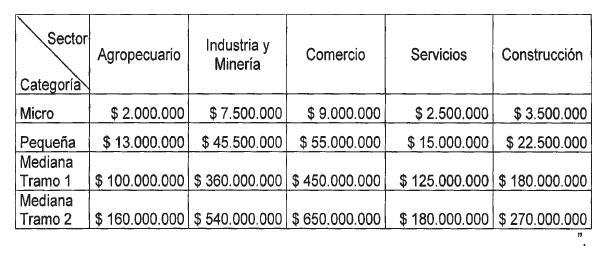 Sector
Agropecuario Industria y Minería Comercio Servicios Construcción
Categoría
Micro $ 2.000.000 $ 7.500.000 $ 9.000.000 $ 2.500.000 $ 3.500.000
Pequeña $ 13.000.000 $ 45.500.000 $ 55.000.000 $ 15.000.000 $ 22.500.000
Mediana
Tramo 1 $ 100.000.000 $ 360.000.000 $ 450.000.000 $ 125.000.000 $ 180.000.000
Mediana
Tramo 2 $ 160.000.000 $ 540.000.000 $ 650.000.000 $ 180.000.000 $ 270.000.000
”.